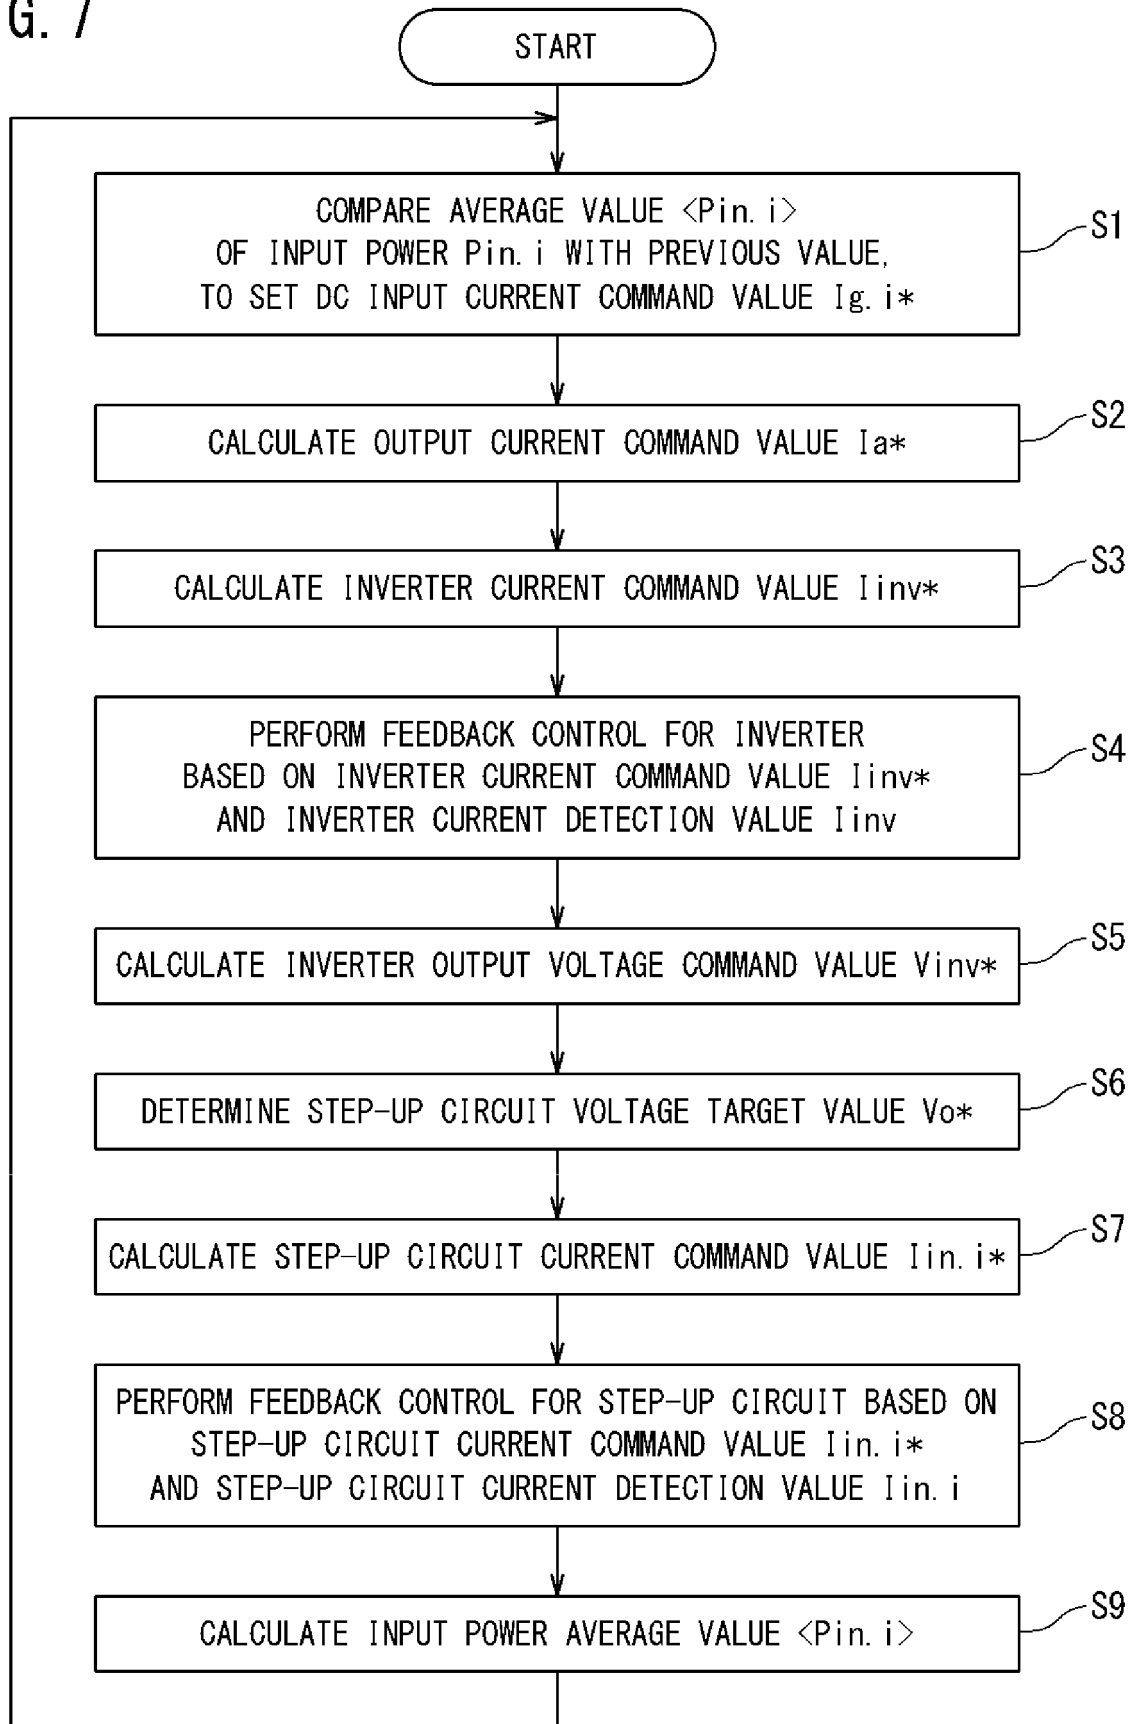 G. 7
START
COMPARE AVERAGE VALUE <Pin. i>
OF INPUT POWER Pin. i WITH PREVIOUS VALUE,
TO SET DC INPUT CURRENT COMMAND VALUE Ig. i*
S1
CALCULATE OUTPUT CURRENT COMMAND VALUE Ia*
S2
CALCULATE INVERTER CURRENT COMMAND VALUE Iinv*
S3
PERFORM FEEDBACK CONTROL FOR INVERTER
BASED ON INVERTER CURRENT COMMAND VALUE Iinv*
AND INVERTER CURRENT DETECTION VALUE Iinv
S4
CALCULATE INVERTER OUTPUT VOLTAGE COMMAND VALUE Vinv*
S5
DETERMINE STEP-UP CIRCUIT VOLTAGE TARGET VALUE Vo*
S6
CALCULATE STEP-UP CIRCUIT CURRENT COMMAND VALUE Iin. i*
S7
PERFORM FEEDBACK CONTROL FOR STEP-UP CIRCUIT BASED ON
STEP-UP CIRCUIT CURRENT COMMAND VALUE Iin. i*
AND STEP-UP CIRCUIT CURRENT DETECTION VALUE Iin. i
S8
CALCULATE INPUT POWER AVERAGE VALUE <Pin. i>
S9